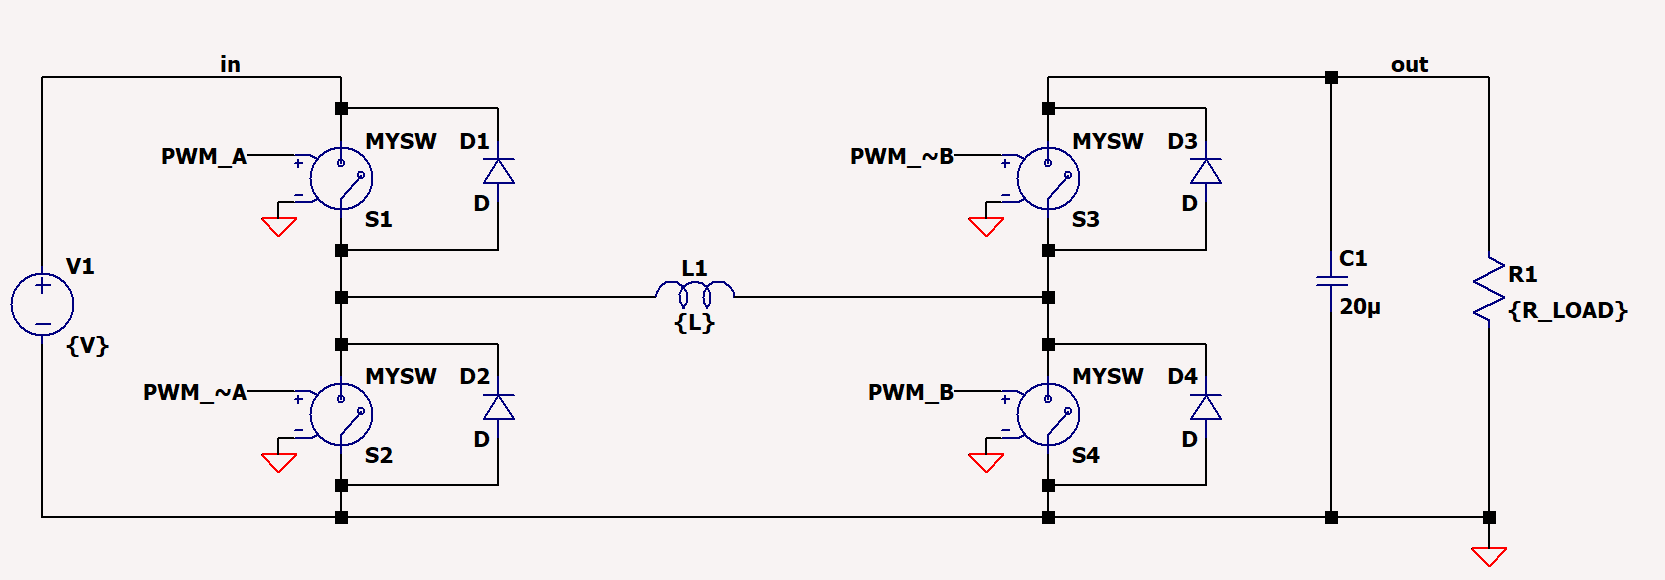 in
out
PWM_A
MYSW
D1
S1
D
PWM_~B
MYSW
D3
S3
D
V1
{V}
L1
{L}
C1
20µ
R1
{R_LOAD}
PWM_~A
MYSW
D2
S2
D
PWM_B
MYSW
D4
S4
D